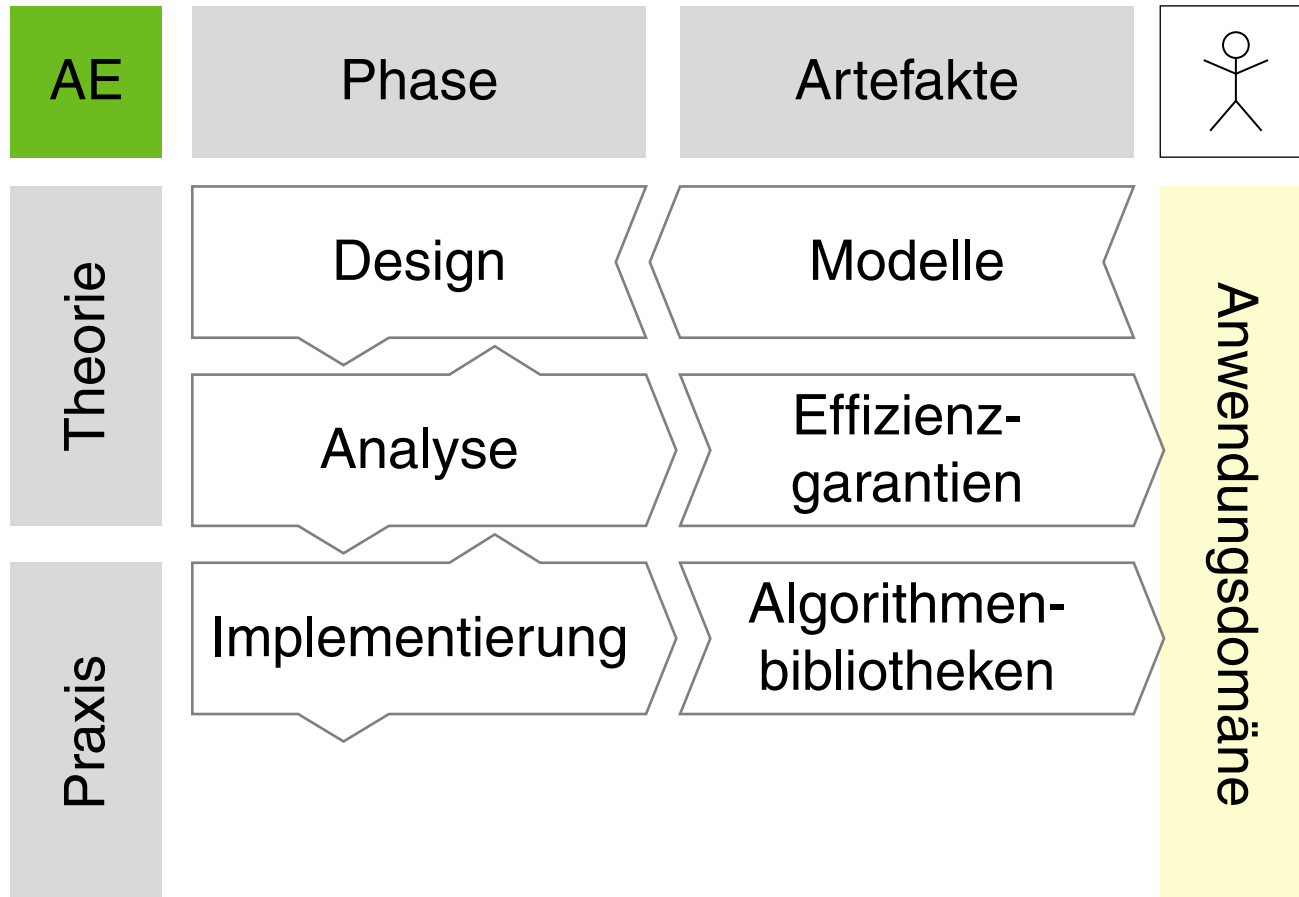 AE
Phase
Artefakte
Theorie
Design
Modelle
Analyse
Effizienz-
garantien
Praxis
Implementierung
Algorithmen-
bibliotheken
Anwendungsdomäne